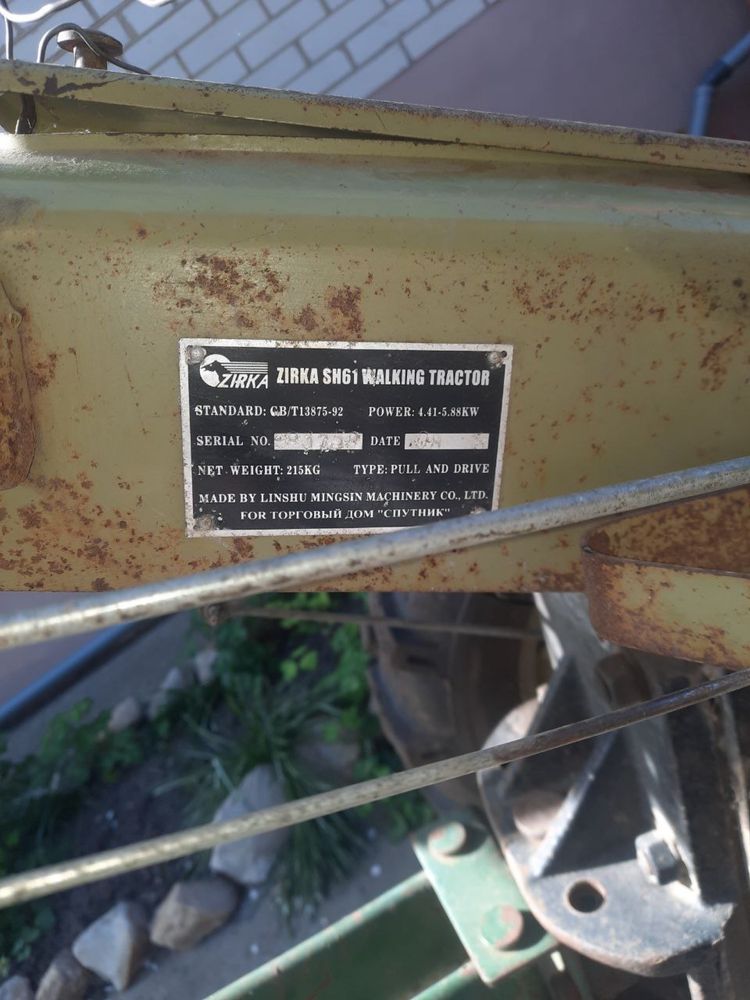 ZIRKA ZIRKA SH61 WALKING TRACTOR
STANDARD: GB/T13875-92 POWER: 4.41-5.88KW
SERIAL NO. DATE
NET WEIGHT: 215KG TYPE: PULL AND DRIVE
MADE BY LINSHU MINGSIN MACHINERY CO., LTD.
FOR ТОРГОВЫЙ ДОМ "СПУТНИК"